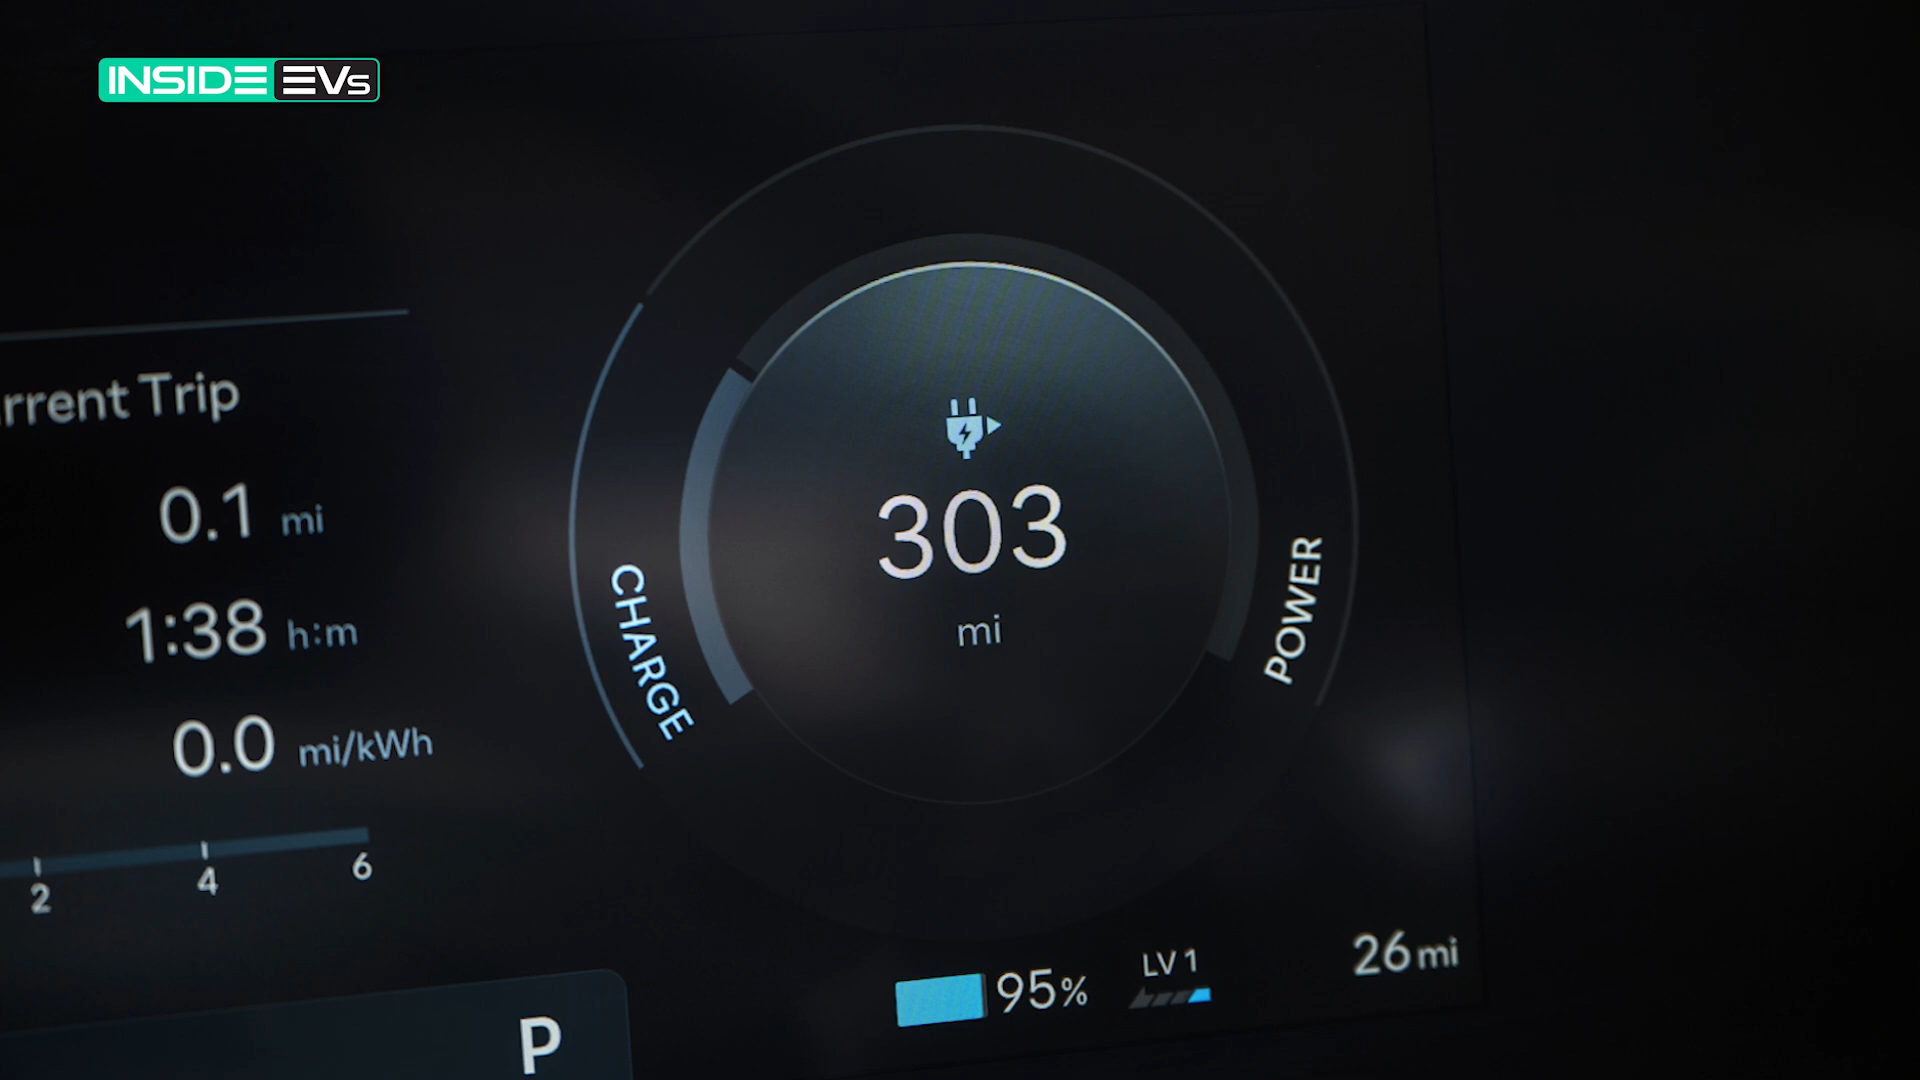 INSIDE EVs
rrent Trip
0.1 mi
1:38 h:m
0.0 mi/kWh
2 4 6
CHARGE
303
mi
POWER
P
95%
LV 1
26 mi